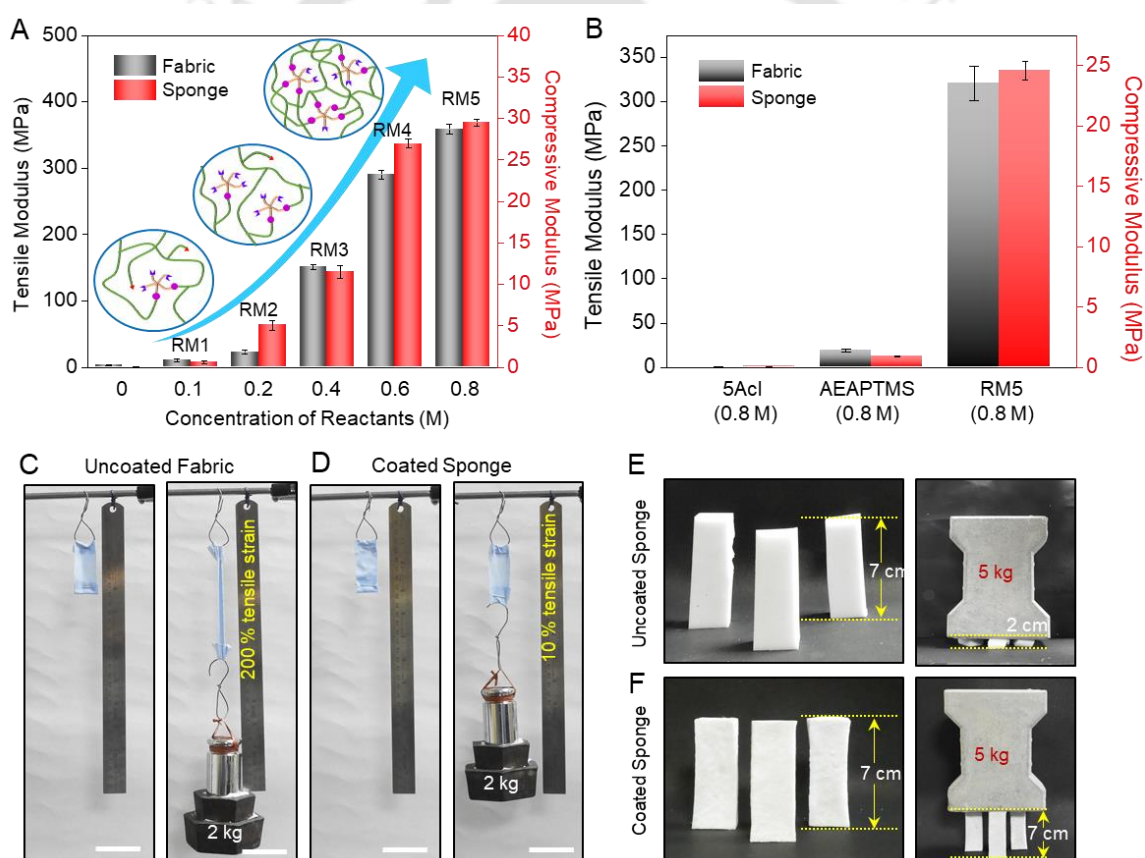 A
500
400
300
200
100
0
Tensile Modulus (MPa)
Fabric
Sponge
RM1
RM2
RM3
RM4
RM5
40
35
30
25
20
15
10
5
0
Compressive Modulus (MPa)
0 0.1 0.2 0.4 0.6 0.8
Concentration of Reactants (M)
B
350
300
250
200
150
100
50
0
Tensile Modulus (MPa)
Fabric
Sponge
25
25
10
5
0
Compressive Modulus (MPa)
5Acl AEAPTMS RM5
(0.8 M) (0.8 M) (0.8 M)
C Uncoated Fabric
200 % tensile strain
2 kg
D Coated Sponge
10 % tensile strain
2 kg
E
Uncoated Sponge
7 cm
5 kg
2 cm
F
Coated Sponge
7 cm
5 kg
7 cm